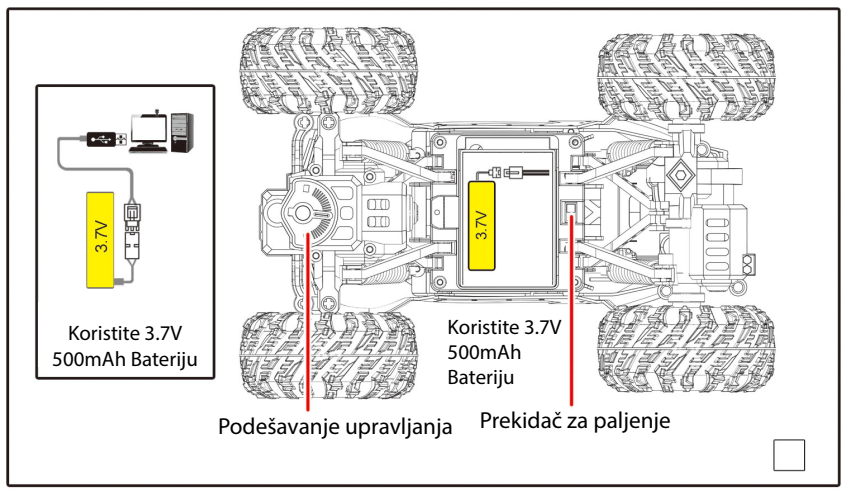 3.7V
Koristite 3.7V
500mAh Bateriju
3.7V
Koristite 3.7V
500mAh
Bateriju
Podešavanje upravljanja
Prekidač za paljenje